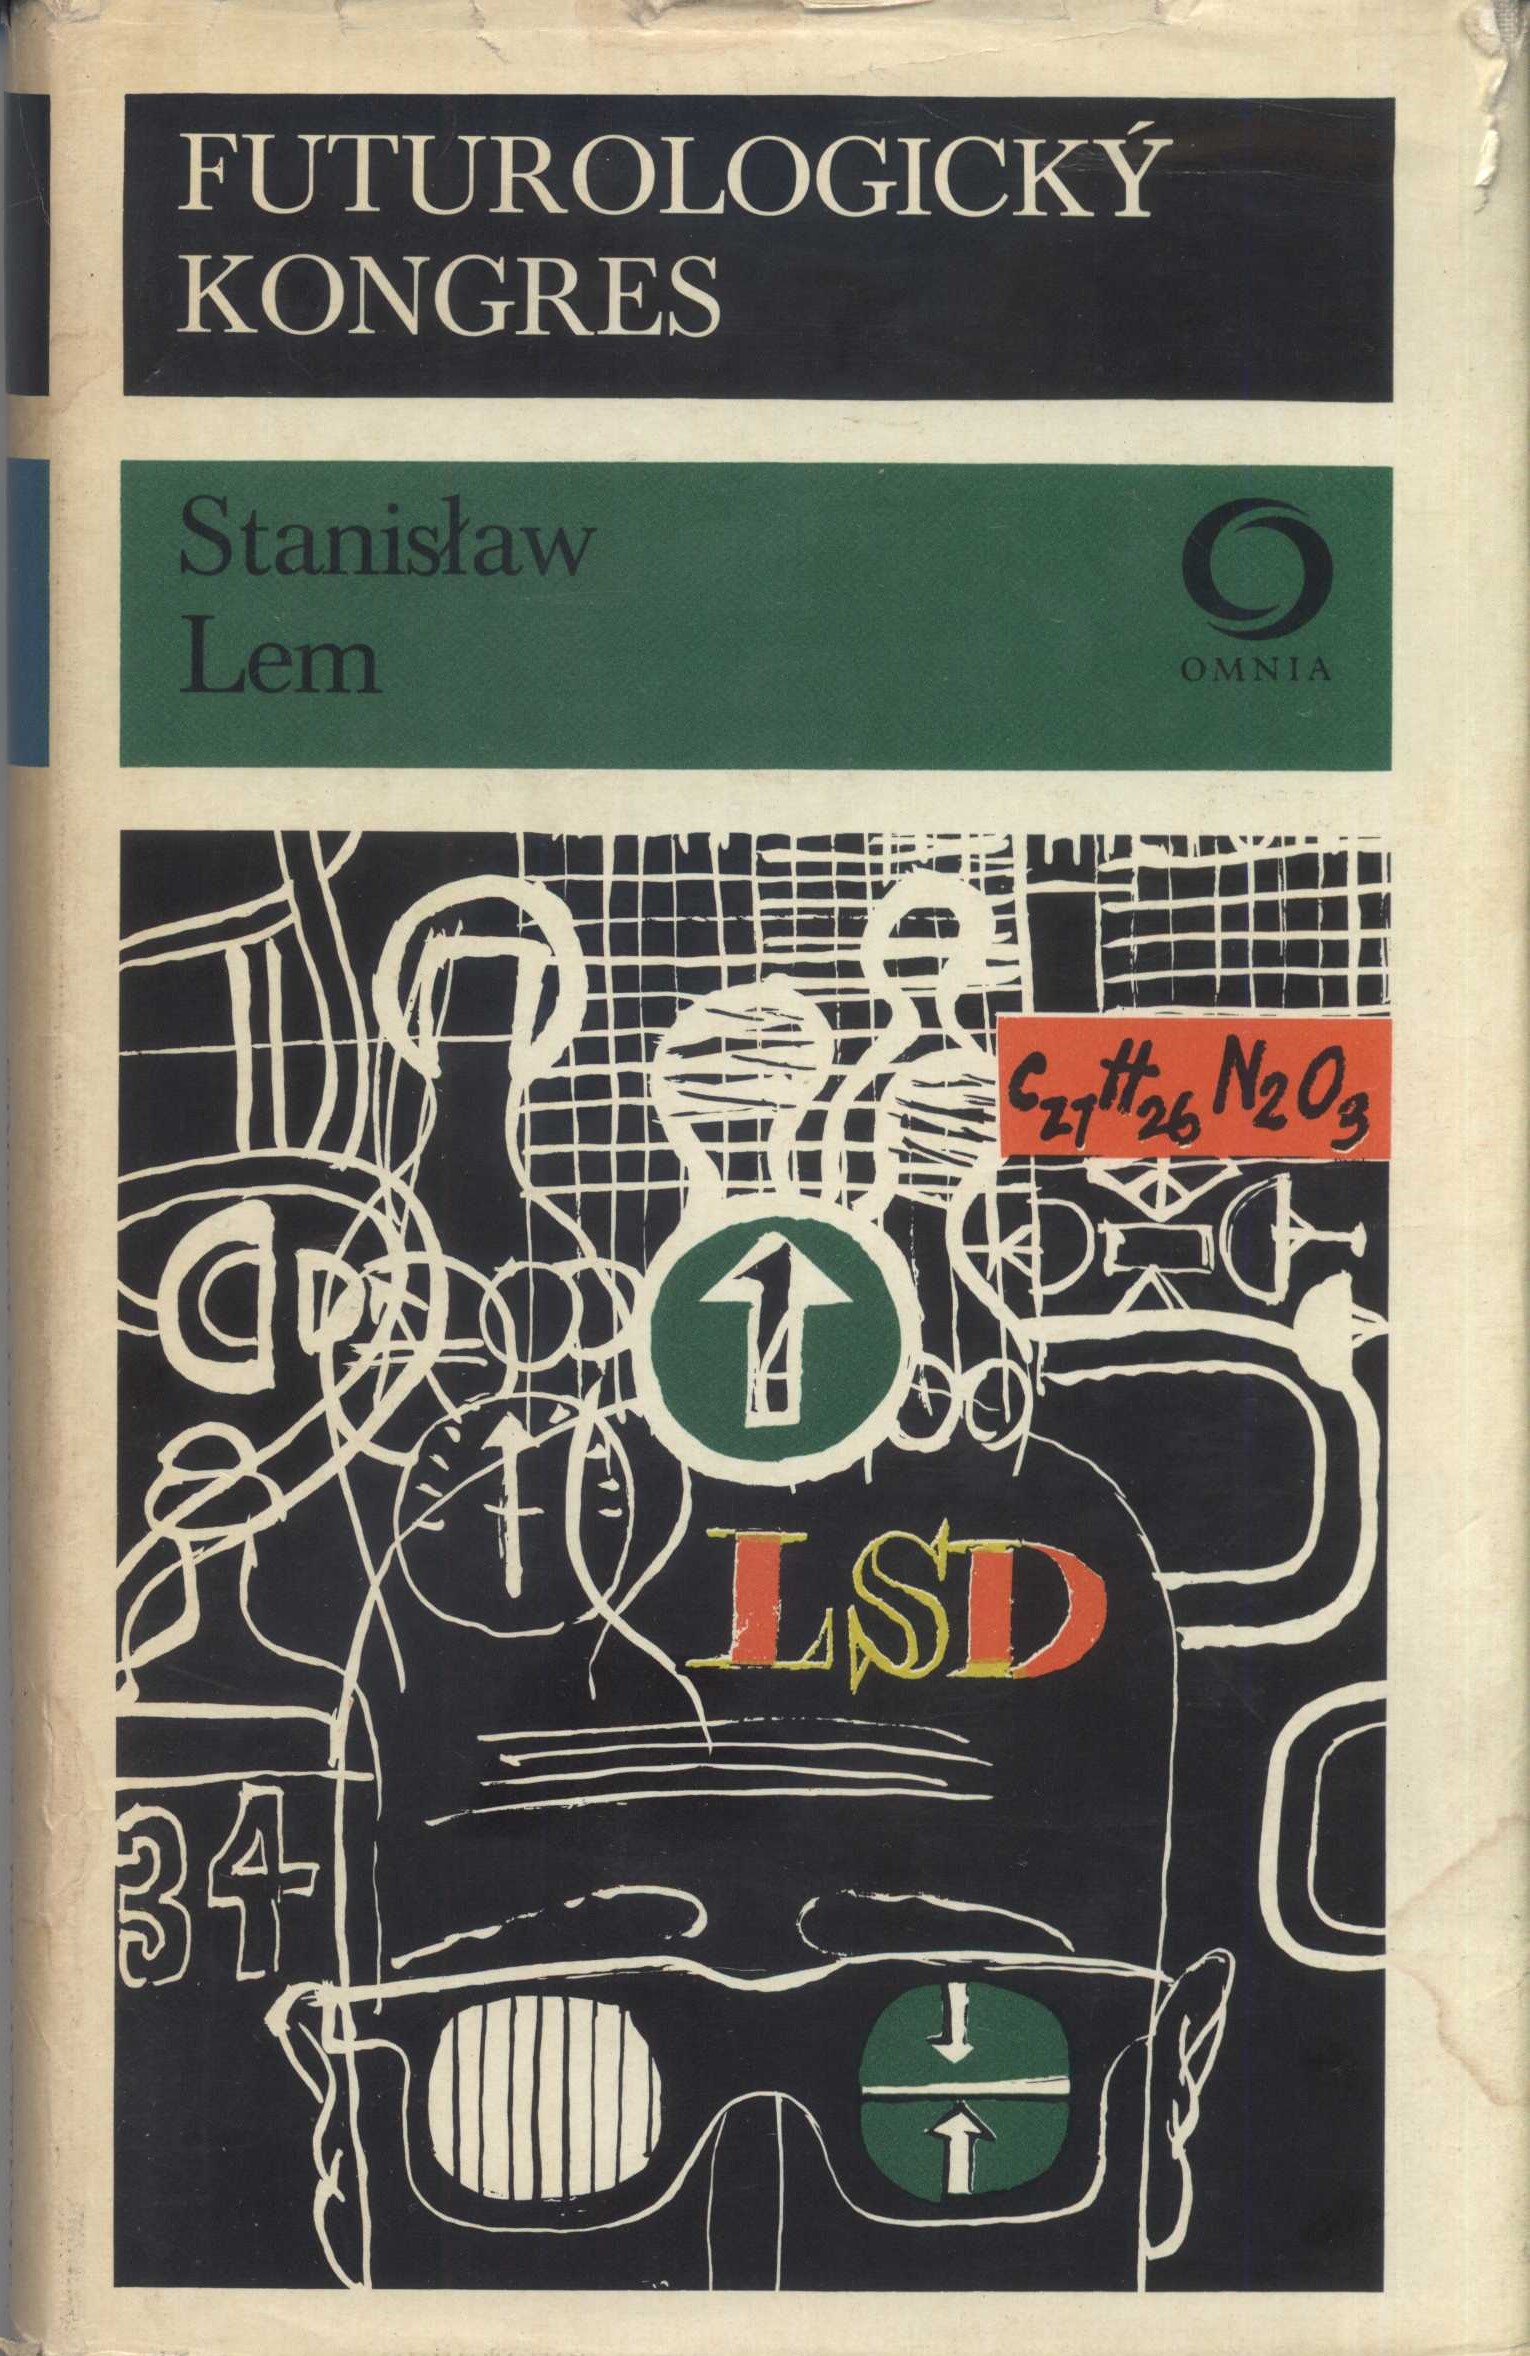 FUTUROLOGICKÝ
KONGRES
Stanisław
Lem
OMNIA
C₂₇H₂₆N₂O₃
LSD
34